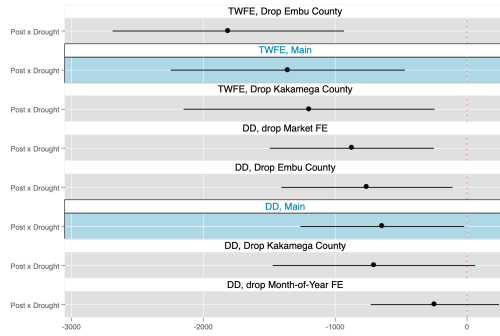 TWFE, Drop Embu County
Post x Drought
TWFE, Main
Post x Drought
TWFE, Drop Kakamega County
Post x Drought
DD, drop Market FE
Post x Drought
DD, Drop Embu County
Post x Drought
DD, Main
Post x Drought
DD, Drop Kakamega County
Post x Drought
DD, drop Month-of-Year FE
Post x Drought
-3000 -2000 -1000 0